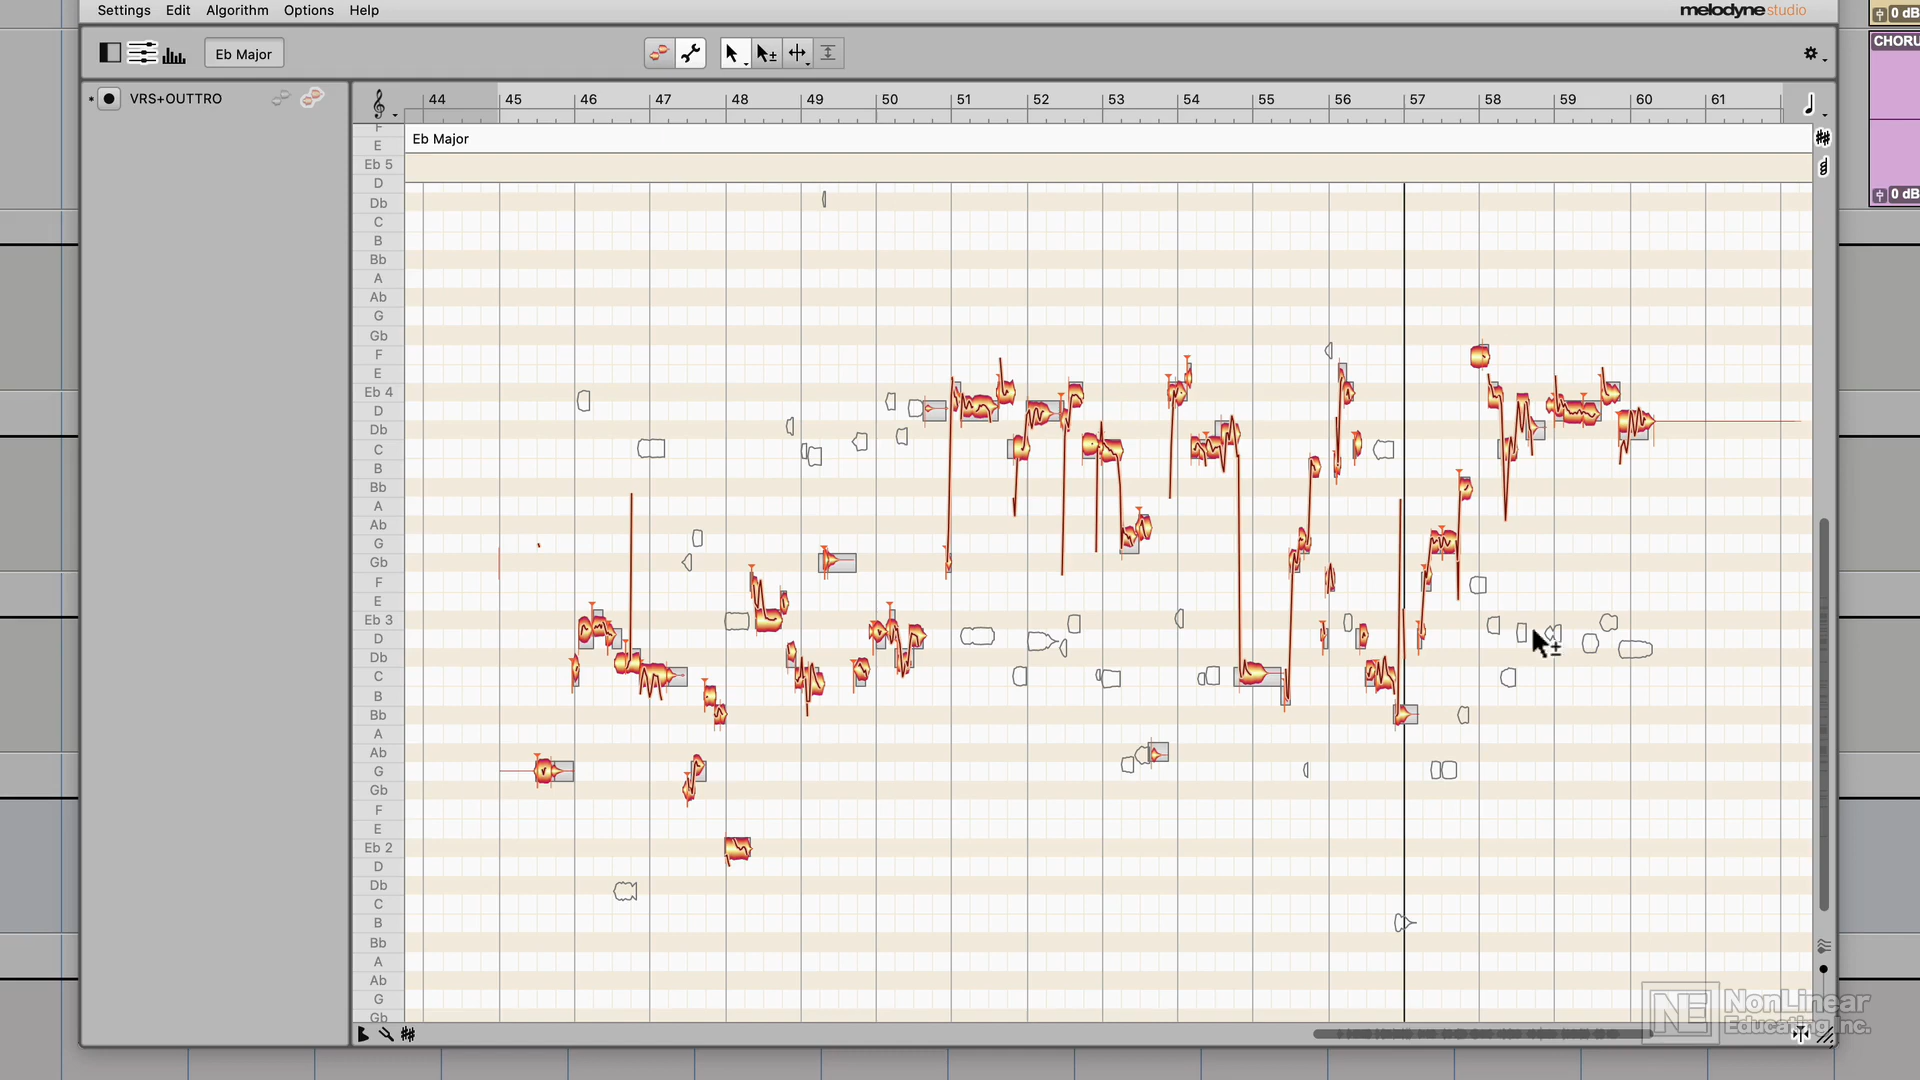 Settings Edit Algorithm Options Help
melodyne studio
0 dB
Eb Major
CHORU
VRS+OUTTRO
44 45 46 47 48 49 50 51 52 53 54 55 56 57 58 59 60 61
Eb Major
F
E
Eb 5
D
Db
C
B
Bb
A
Ab
G
Gb
F
E
Eb 4
D
Db
C
B
Bb
A
Ab
G
Gb
F
E
Eb 3
D
Db
C
B
Bb
A
Ab
G
Gb
F
E
Eb 2
D
Db
C
B
Bb
A
Ab
G
Gb
0 dB
NE NonLinear
Educating Inc.